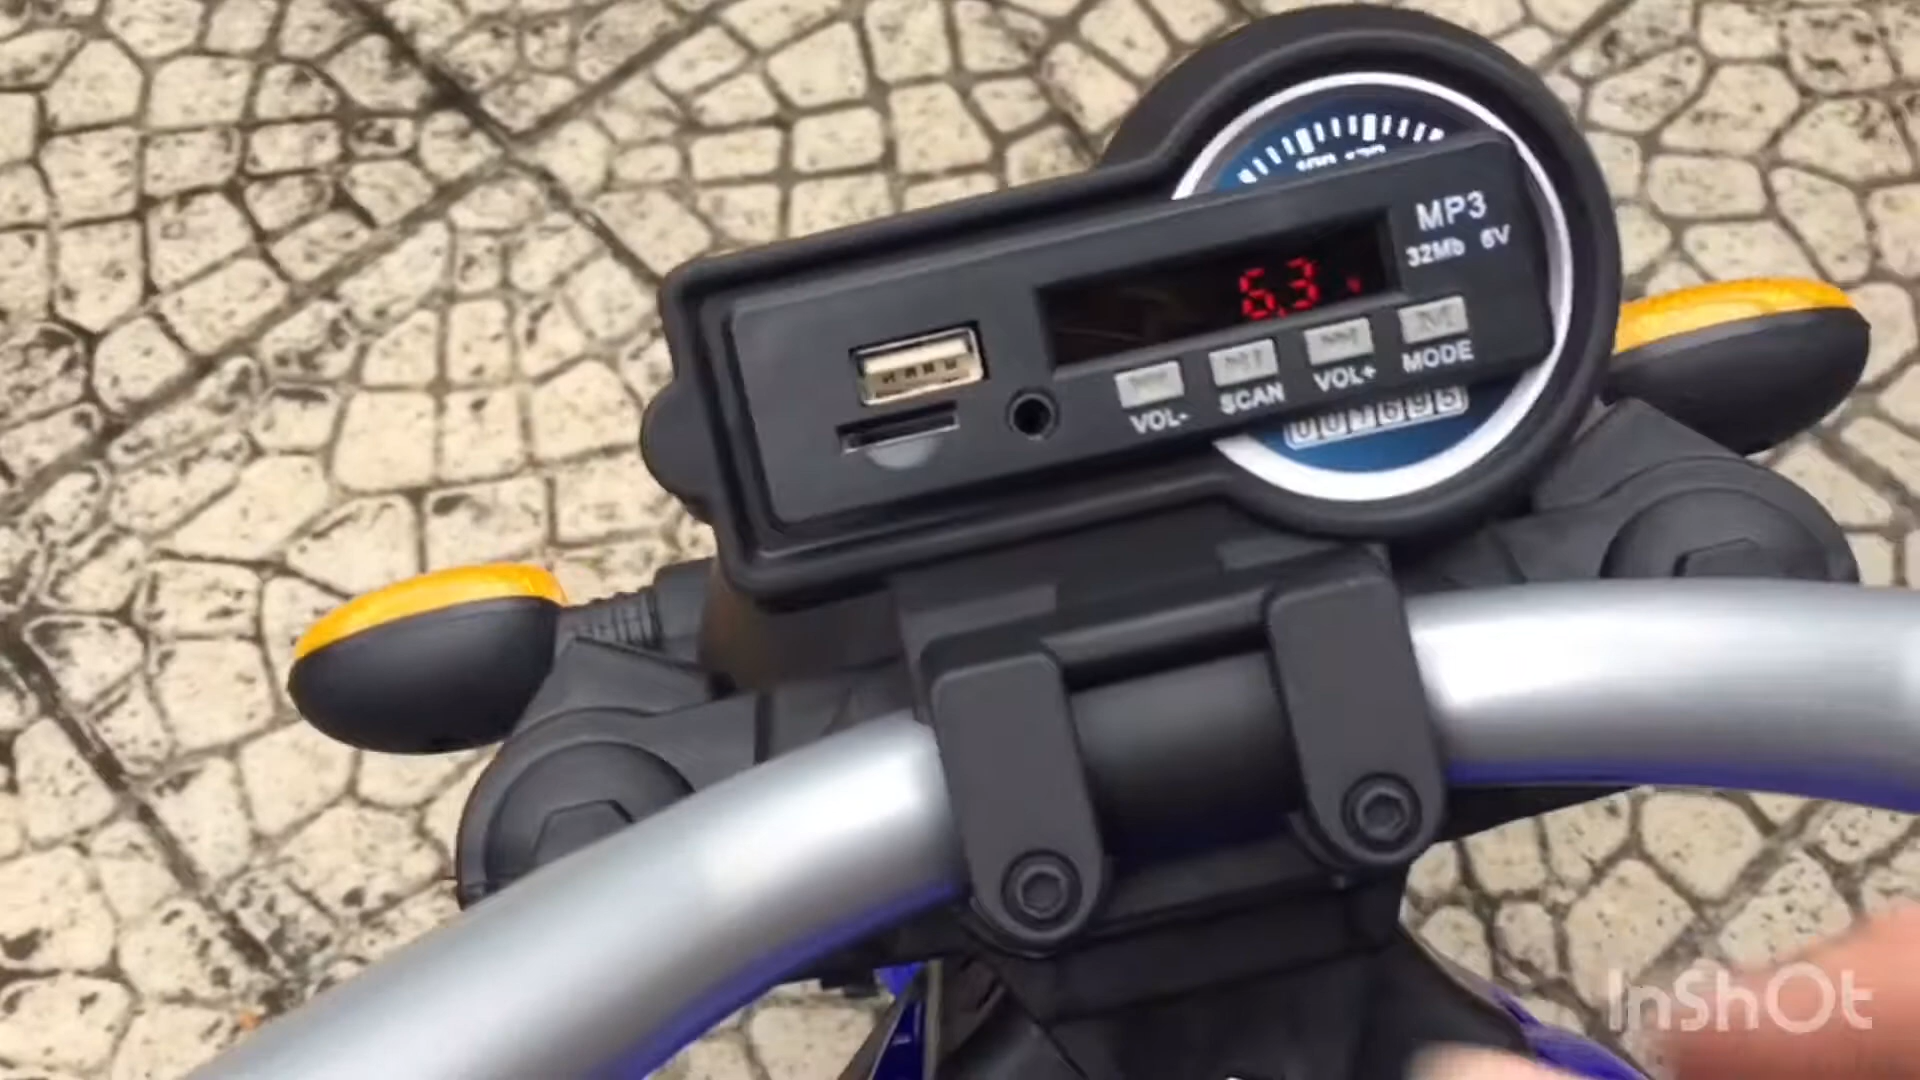 MP3
32Mb 6V
6.3 v
VOL- SCAN VOL+ MODE
001695
InShOt